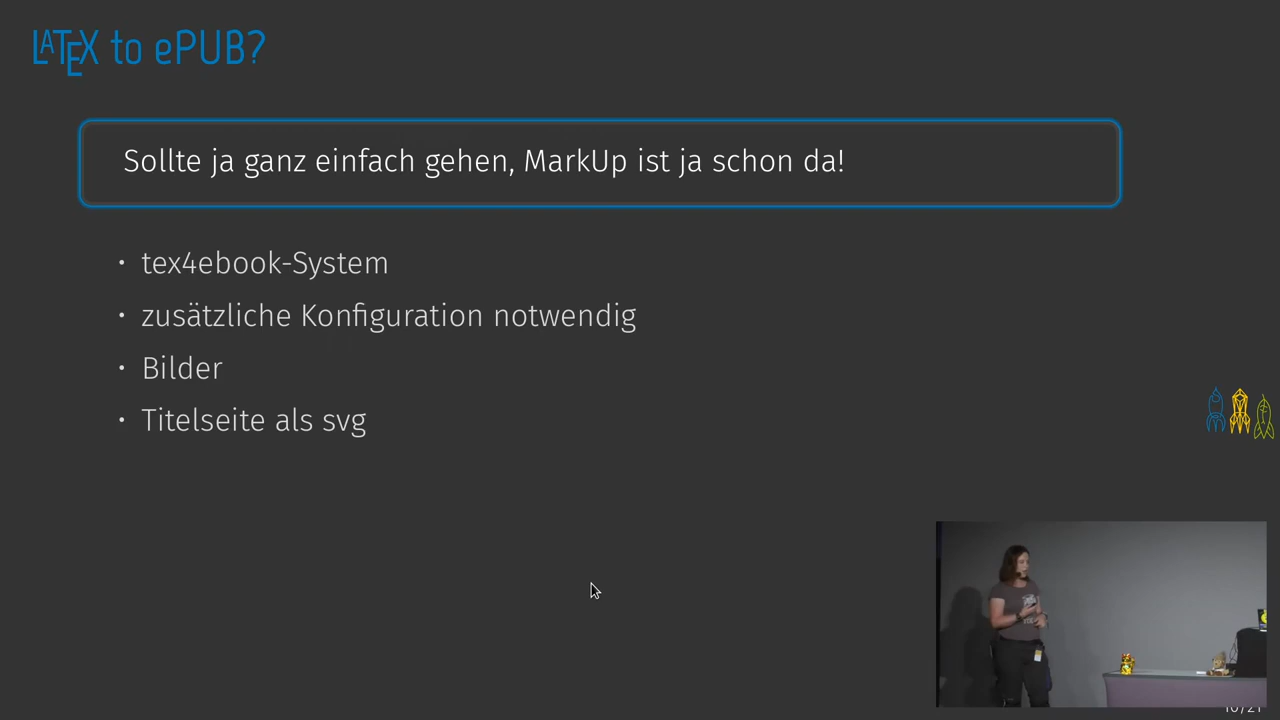 LATEX to ePUB?
Sollte ja ganz einfach gehen, MarkUp ist ja schon da!
• tex4ebook-System
• zusätzliche Konfiguration notwendig
• Bilder
• Titelseite als svg